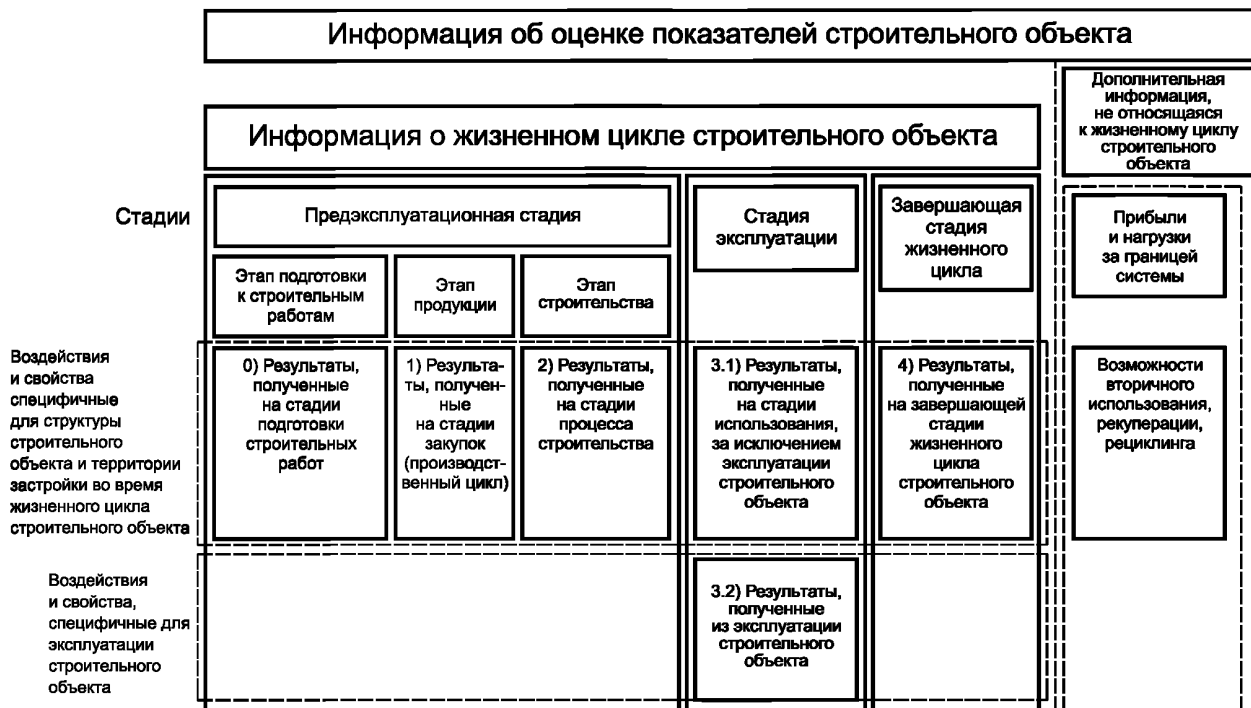 Информация об оценке показателей строительного объекта
Дополнительная
информация,
не относящаяся
к жизненному циклу
строительного
объекта
Информация о жизненном цикле строительного объекта
Стадии
Предэксплуатационная стадия
Стадия
эксплуатации
Завершающая
стадия
жизненного
цикла
Прибыли
и нагрузки
за границей
системы
Этап подготовки
к строительным
работам
Этап
продукции
Этап
строительства
Воздействия
и свойства
специфичные
для структуры
строительного
объекта и территории
застройки во время
жизненного цикла
строительного объекта
0) Результаты,
полученные
на стадии
подготовки
строительных
работ
1) Результа-
ты, получен-
ные
на стадии
закупок
(производст-
венный цикл)
2) Результаты,
полученные
на стадии
процесса
строительства
3.1) Результаты,
полученные
на стадии
использования,
за исключением
эксплуатации
строительного
объекта
4) Результаты,
полученные
на завершающей
стадии
жизненного
цикла
строительного
объекта
Возможности
вторичного
использования,
рекуперации,
рециклинга
Воздействия
и свойства,
специфичные для
эксплуатации
строительного
объекта
3.2) Результаты,
полученные
из эксплуатации
строительного
объекта